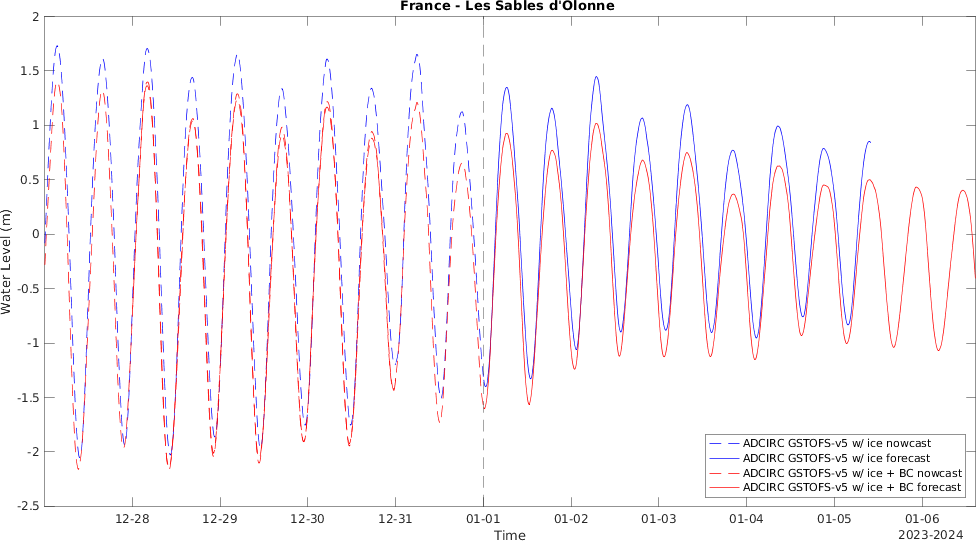 France - Les Sables d'Olonne
2
1.5
1
0.5
0
-0.5
-1
-1.5
-2
-2.5
Water Level (m)
ADCIRC GSTOFS-v5 w/ ice nowcast
ADCIRC GSTOFS-v5 w/ ice forecast
ADCIRC GSTOFS-v5 w/ ice + BC nowcast
ADCIRC GSTOFS-v5 w/ ice + BC forecast
12-28 12-29 12-30 12-31 01-01 01-02 01-03 01-04 01-05 01-06
Time
2023-2024